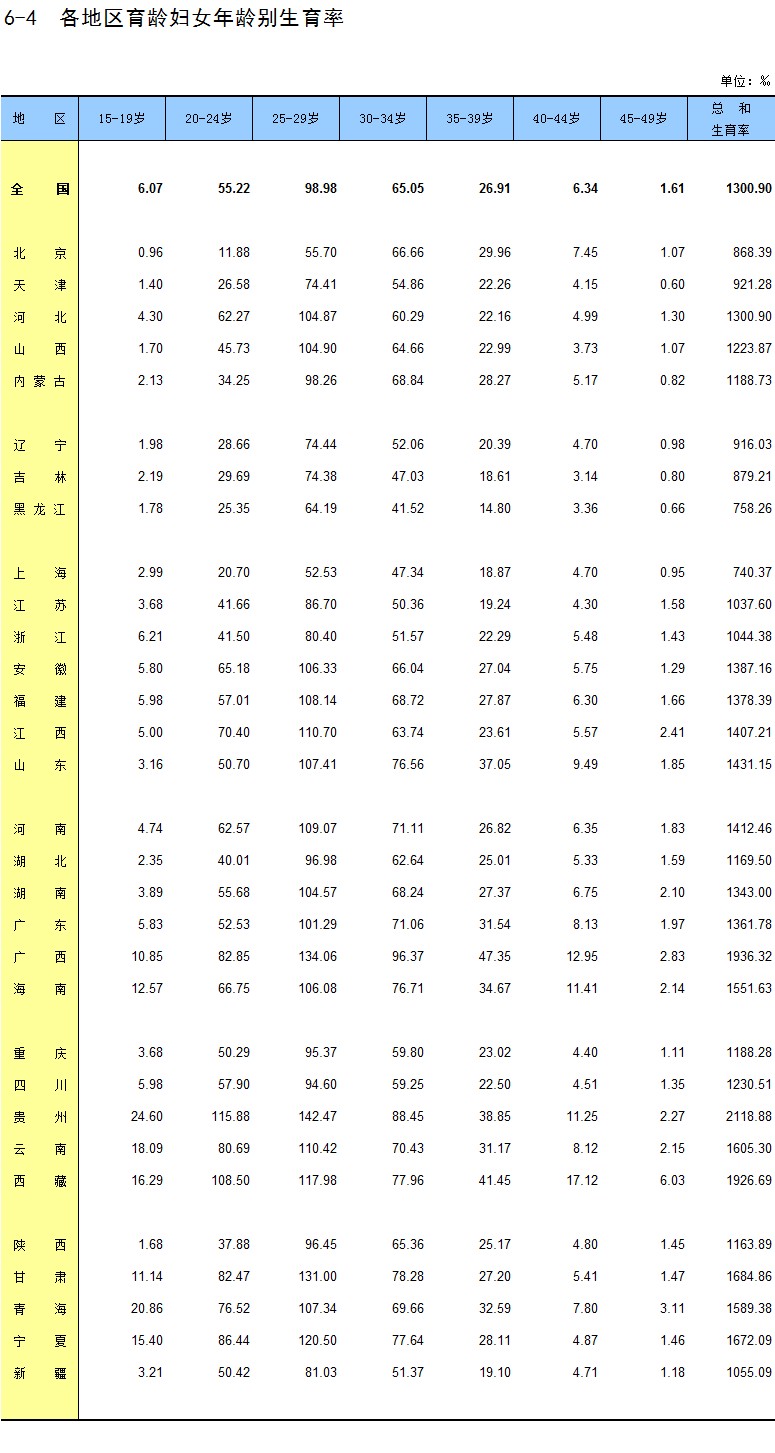 6-4 各地区育龄妇女年龄别生育率
单位：‰
地 区 15-19岁 20-24岁 25-29岁 30-34岁 35-39岁 40-44岁 45-49岁 总 和
生育率
全 国 6.07 55.22 98.98 65.05 26.91 6.34 1.61 1300.90
北 京 0.96 11.88 55.70 66.66 29.96 7.45 1.07 868.39
天 津 1.40 26.58 74.41 54.86 22.26 4.15 0.60 921.28
河 北 4.30 62.27 104.87 60.29 22.16 4.99 1.30 1300.90
山 西 1.70 45.73 104.90 64.66 22.99 3.73 1.07 1223.87
内 蒙 古 2.13 34.25 98.26 68.84 28.27 5.17 0.82 1188.73
辽 宁 1.98 28.66 74.44 52.06 20.39 4.70 0.98 916.03
吉 林 2.19 29.69 74.38 47.03 18.61 3.14 0.80 879.21
黑 龙 江 1.78 25.35 64.19 41.52 14.80 3.36 0.66 758.26
上 海 2.99 20.70 52.53 47.34 18.87 4.70 0.95 740.37
江 苏 3.68 41.66 86.70 50.36 19.24 4.30 1.58 1037.60
浙 江 6.21 41.50 80.40 51.57 22.29 5.48 1.43 1044.38
安 徽 5.80 65.18 106.33 66.04 27.04 5.75 1.29 1387.16
福 建 5.98 57.01 108.14 68.72 27.87 6.30 1.66 1378.39
江 西 5.00 70.40 110.70 63.74 23.61 5.57 2.41 1407.21
山 东 3.16 50.70 107.41 76.56 37.05 9.49 1.85 1431.15
河 南 4.74 62.57 109.07 71.11 26.82 6.35 1.83 1412.46
湖 北 2.35 40.01 96.98 62.64 25.01 5.33 1.59 1169.50
湖 南 3.89 55.68 104.57 68.24 27.37 6.75 2.10 1343.00
广 东 5.83 52.53 101.29 71.06 31.54 8.13 1.97 1361.78
广 西 10.85 82.85 134.06 96.37 47.35 12.95 2.83 1936.32
海 南 12.57 66.75 106.08 76.71 34.67 11.41 2.14 1551.63
重 庆 3.68 50.29 95.37 59.80 23.02 4.40 1.11 1188.28
四 川 5.98 57.90 94.60 59.25 22.50 4.51 1.35 1230.51
贵 州 24.60 115.88 142.47 88.45 38.85 11.25 2.27 2118.88
云 南 18.09 80.69 110.42 70.43 31.17 8.12 2.15 1605.30
西 藏 16.29 108.50 117.98 77.96 41.45 17.12 6.03 1926.69
陕 西 1.68 37.88 96.45 65.36 25.17 4.80 1.45 1163.89
甘 肃 11.14 82.47 131.00 78.28 27.20 5.41 1.47 1684.86
青 海 20.86 76.52 107.34 69.66 32.59 7.80 3.11 1589.38
宁 夏 15.40 86.44 120.50 77.64 28.11 4.87 1.46 1672.09
新 疆 3.21 50.42 81.03 51.37 19.10 4.71 1.18 1055.09